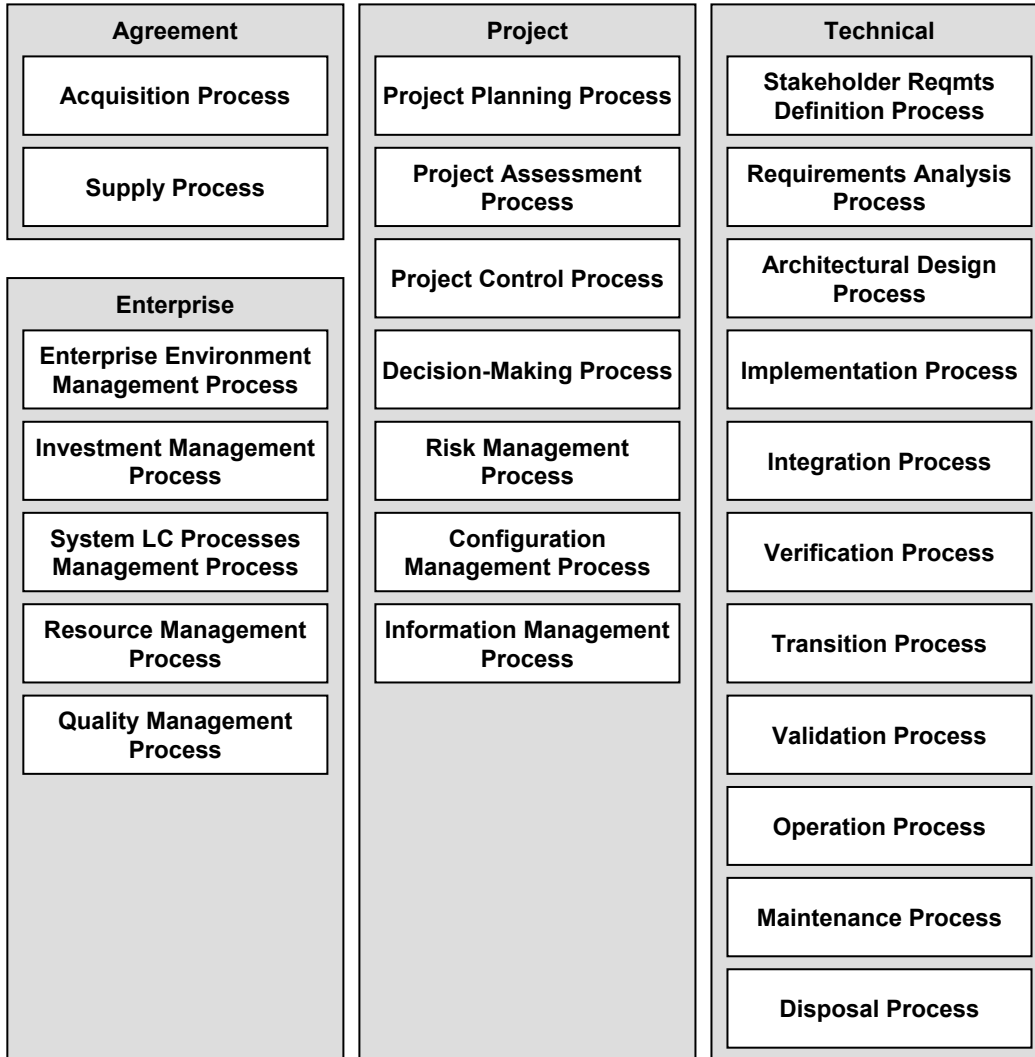 Agreement
Acquisition Process
Supply Process
Enterprise
Enterprise Environment
Management Process
Investment Management
Process
System LC Processes
Management Process
Resource Management
Process
Quality Management
Process
Project
Project Planning Process
Project Assessment
Process
Project Control Process
Decision-Making Process
Risk Management
Process
Configuration
Management Process
Information Management
Process
Technical
Stakeholder Reqmts
Definition Process
Requirements Analysis
Process
Architectural Design
Process
Implementation Process
Integration Process
Verification Process
Transition Process
Validation Process
Operation Process
Maintenance Process
Disposal Process